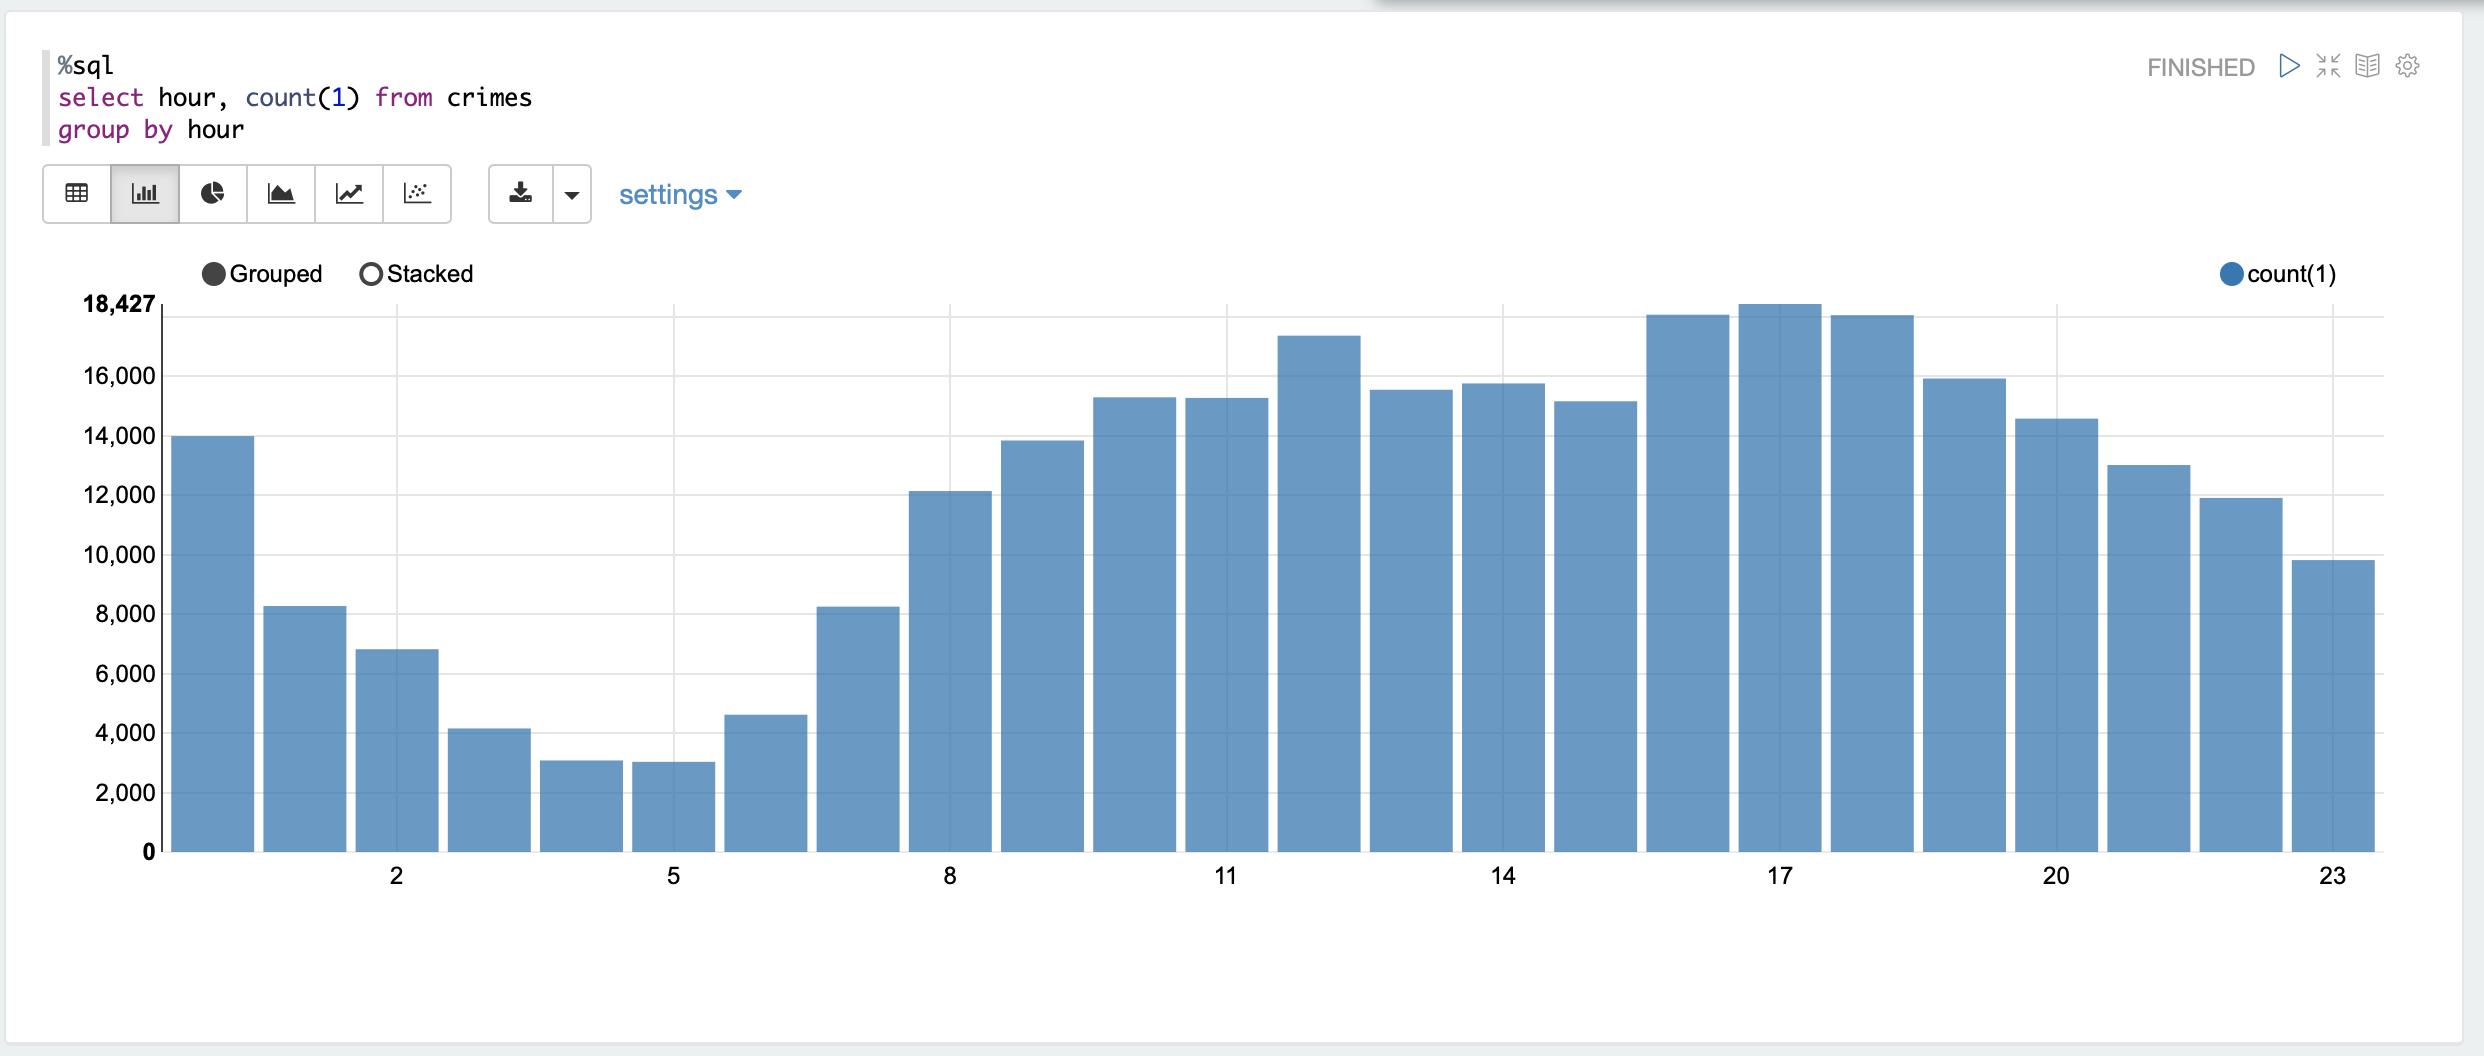 %sql
select hour, count(1) from crimes
group by hour
FINISHED
settings
Grouped Stacked
count(1)
18,427
16,000
14,000
12,000
10,000
8,000
6,000
4,000
2,000
0
2 5 8 11 14 17 20 23